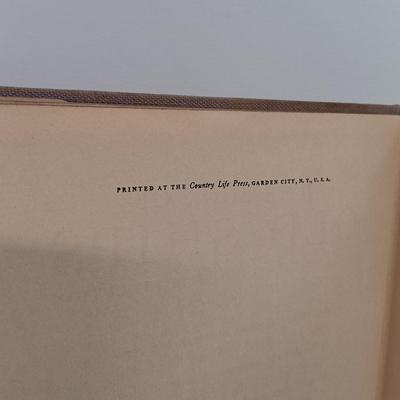 PRINTED AT THE Country Life Press, GARDEN CITY, N. Y., U. S. A.